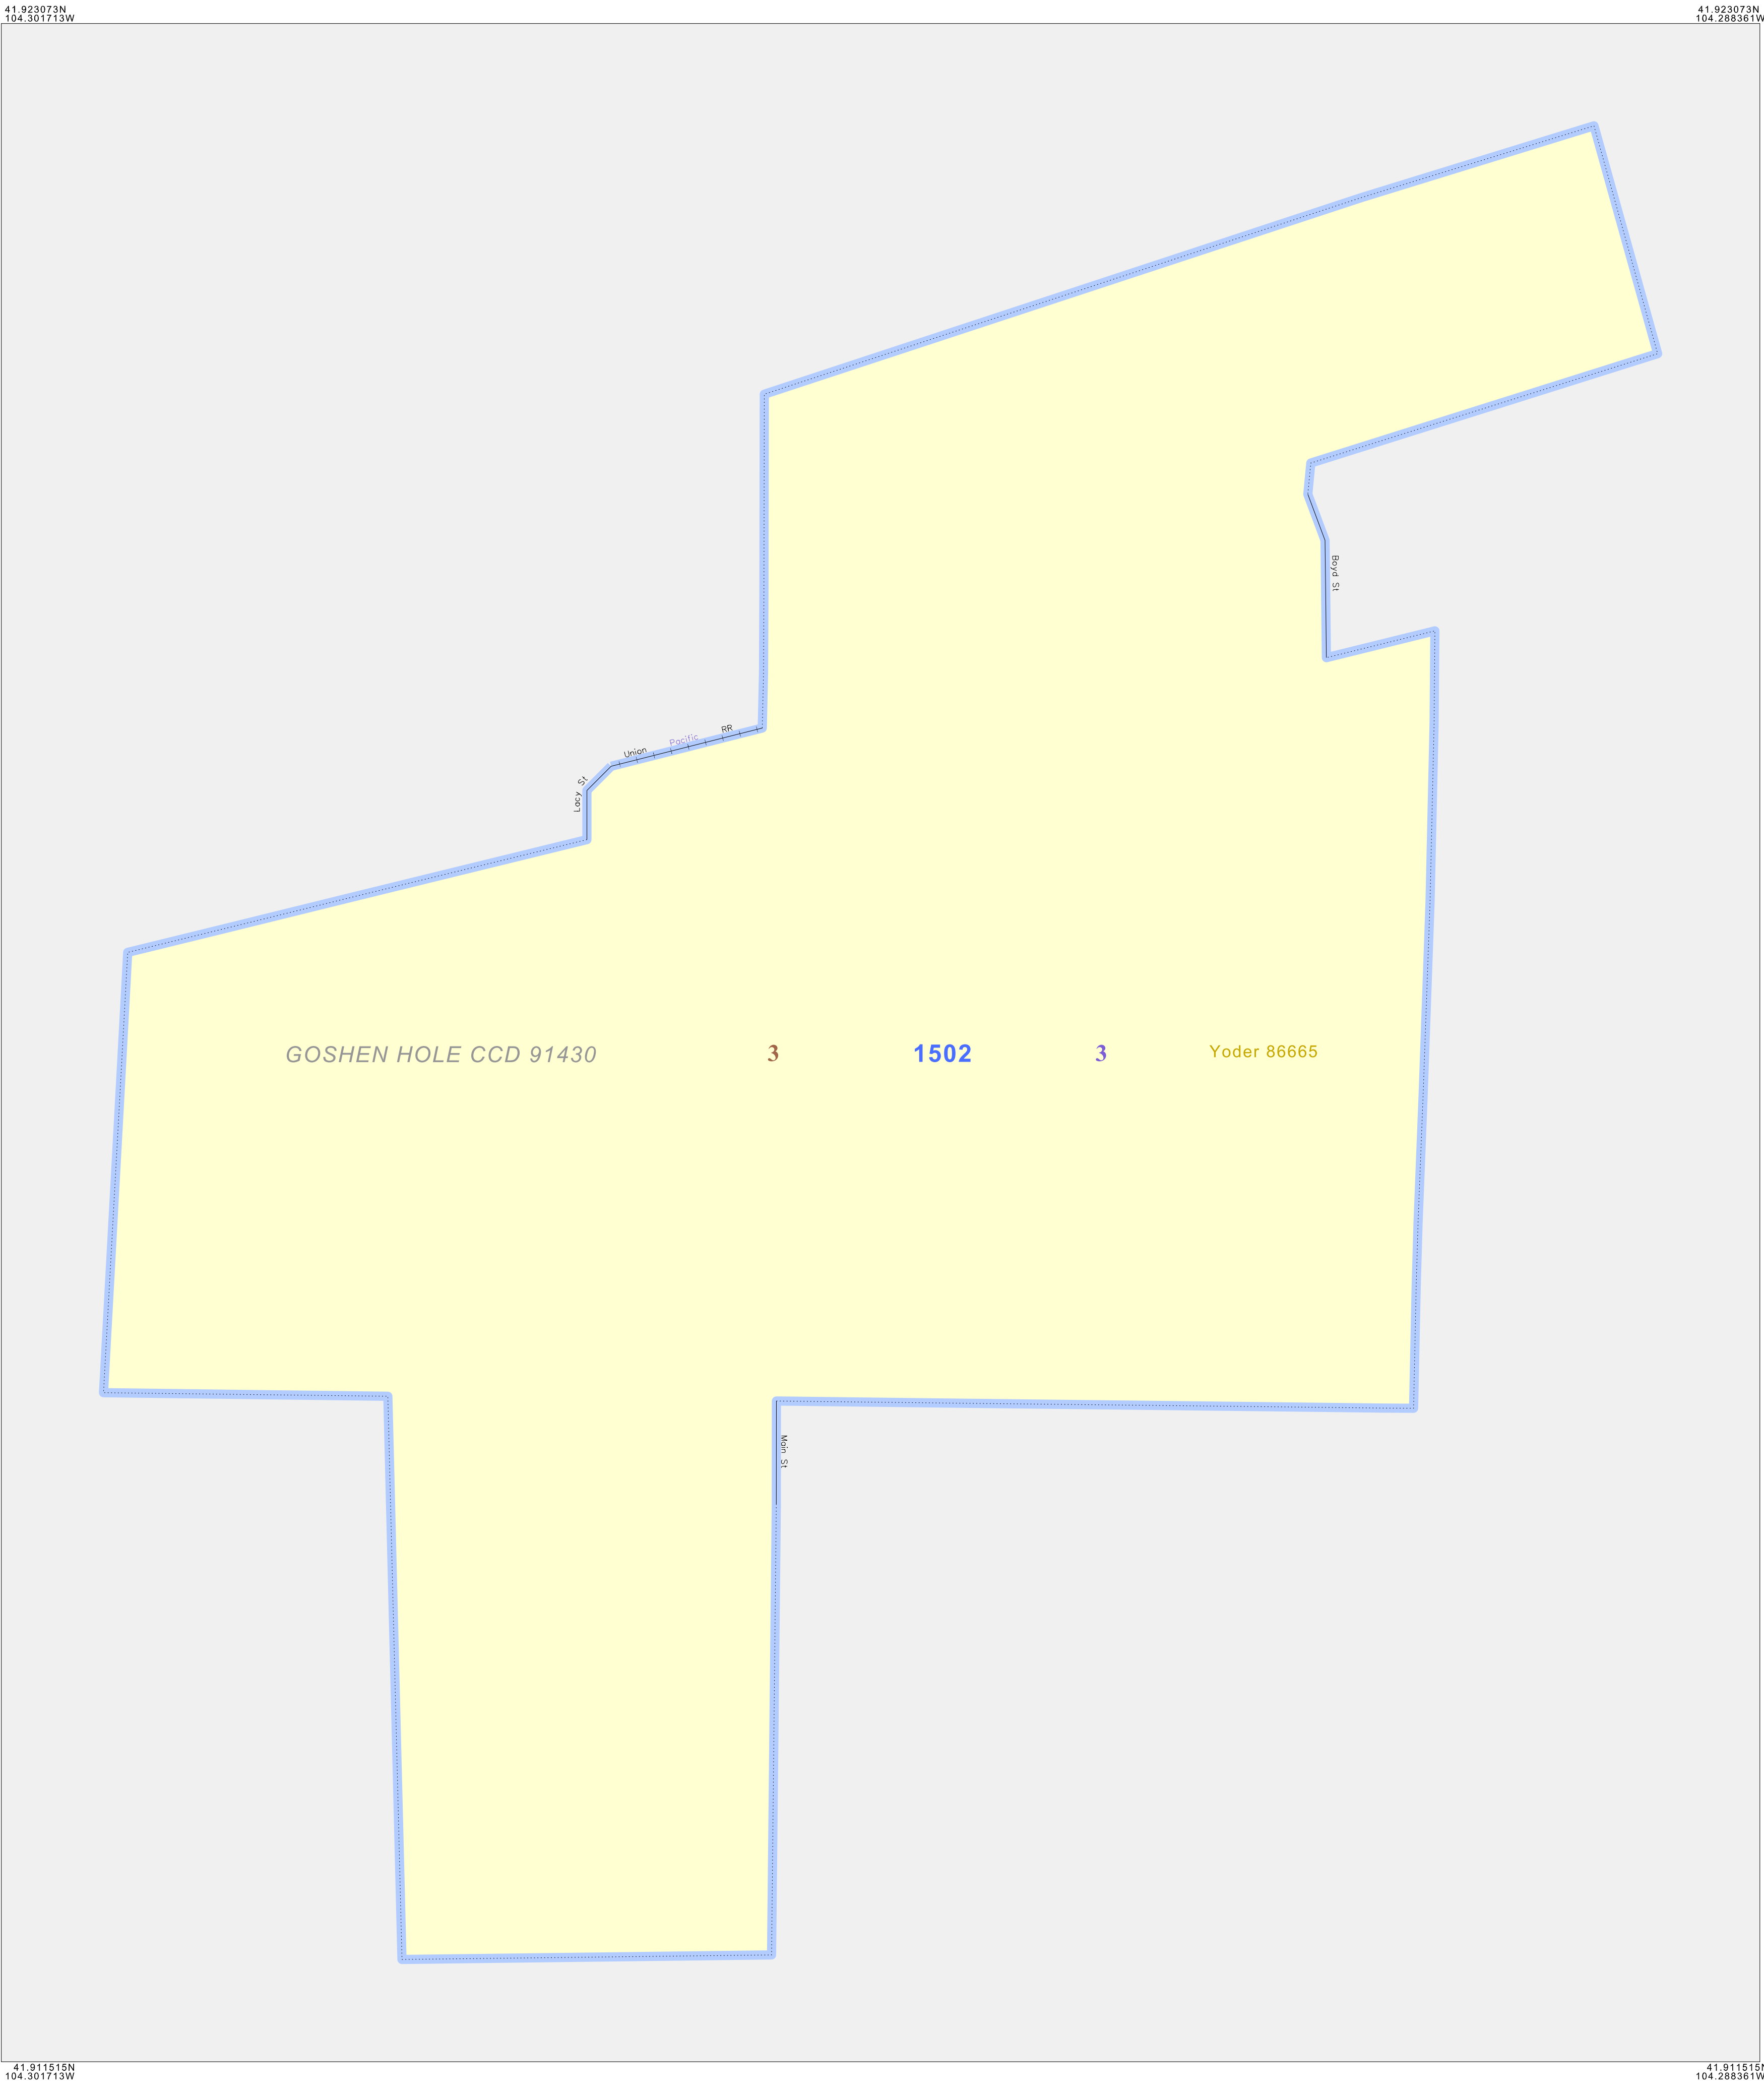 41.923073N
104.301713W
41.923073N
104.288361W
Boyd St
Union Pacific RR
Lacy St
GOSHEN HOLE CCD 91430
3
1502
3
Yoder 86665
Main St
41.911515N
104.301713W
41.911515N
104.288361W